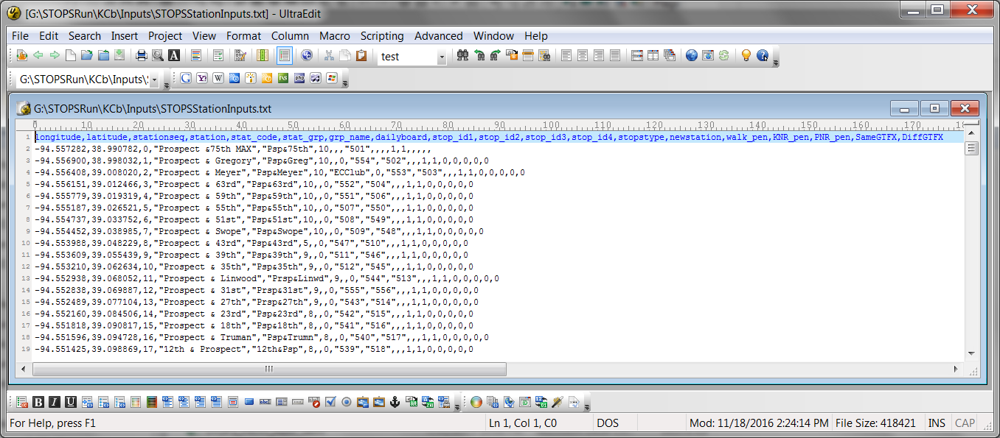 [G:\STOPSRun\KCb\Inputs\STOPSStationInputs.txt] - UltraEdit
File Edit Search Insert Project View Format Column Macro Scripting Advanced Window Help
test
G:\STOPSRun\KCb\Inputs\
G:\STOPSRun\KCb\Inputs\STOPSStationInputs.txt
0 10 20 30 40 50 60 70 80 90 100 110 120 130 140 150 160 170 18
1 longitude,latitude,stationseq,station,stat_code,stat_grp,grp_name,dailyboard,stop_id1,stop_id2,stop_id3,stop_id4,stopstype,newstation,walk_pen,KNR_pen,PNR_pen,SameGTFX,DiffGTFX
2 -94.557282,38.990782,0,"Prospect &75th MAX","Psp&75th",10,,,"501",,,,1,1,,,,,
3 -94.556900,38.998032,1,"Prospect & Gregory","Psp&Greg",10,,0,"554","502",,,1,1,0,0,0,0,0
4 -94.556408,39.008020,2,"Prospect & Meyer","Psp&Meyer",10,"ECClub",0,"553","503",,,1,1,0,0,0,0,0
5 -94.556151,39.012466,3,"Prospect & 63rd","Psp&63rd",10,,0,"552","504",,,1,1,0,0,0,0,0
6 -94.555779,39.019319,4,"Prospect & 59th","Psp&59th",10,,0,"551","506",,,1,1,0,0,0,0,0
7 -94.555187,39.026521,5,"Prospect & 55th","Psp&55th",10,,0,"507","550",,,1,1,0,0,0,0,0
8 -94.554737,39.033752,6,"Prospect & 51st","Psp&51st",10,,0,"508","549",,,1,1,0,0,0,0,0
9 -94.554452,39.038985,7,"Prospect & Swope","Psp&Swope",10,,0,"509","548",,,1,1,0,0,0,0,0
10 -94.553988,39.048229,8,"Prospect & 43rd","Psp&43rd",5,,0,"547","510",,,1,1,0,0,0,0,0
11 -94.553609,39.055439,9,"Prospect & 39th","Psp&39th",9,,0,"511","546",,,1,1,0,0,0,0,0
12 -94.553210,39.062634,10,"Prospect & 35th","Psp&35th",9,,0,"512","545",,,1,1,0,0,0,0,0
13 -94.552938,39.068052,11,"Prospect & Linwood","Prsp&Linwd",9,,0,"544","513",,,1,1,0,0,0,0,0
14 -94.552838,39.069887,12,"Prospect & 31st","Prsp&31st",9,,0,"555","556",,,1,1,0,0,0,0,0
15 -94.552489,39.077104,13,"Prospect & 27th","Prsp&27th",9,,0,"543","514",,,1,1,0,0,0,0,0
16 -94.552160,39.084506,14,"Prospect & 23rd","Psp&23rd",8,,0,"542","515",,,1,1,0,0,0,0,0
17 -94.551818,39.090817,15,"Prospect & 18th","Psp&18th",8,,0,"541","516",,,1,1,0,0,0,0,0
18 -94.551596,39.094728,16,"Prospect & Truman","Psp&Trumn",8,,0,"540","517",,,1,1,0,0,0,0,0
19 -94.551425,39.098869,17,"12th & Prospect","12th&Psp",8,,0,"539","518",,,1,1,0,0,0,0,0
For Help, press F1 Ln 1, Col 1, C0 DOS Mod: 11/18/2016 2:24:14 PM File Size: 418421 INS CAP